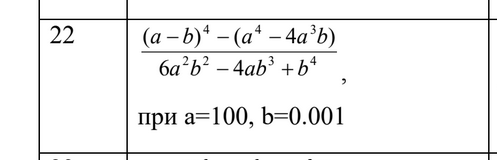 22
(a − b)⁴ − (a⁴ − 4a³b)
6a²b² − 4ab³ + b⁴ ,
при a=100, b=0.001